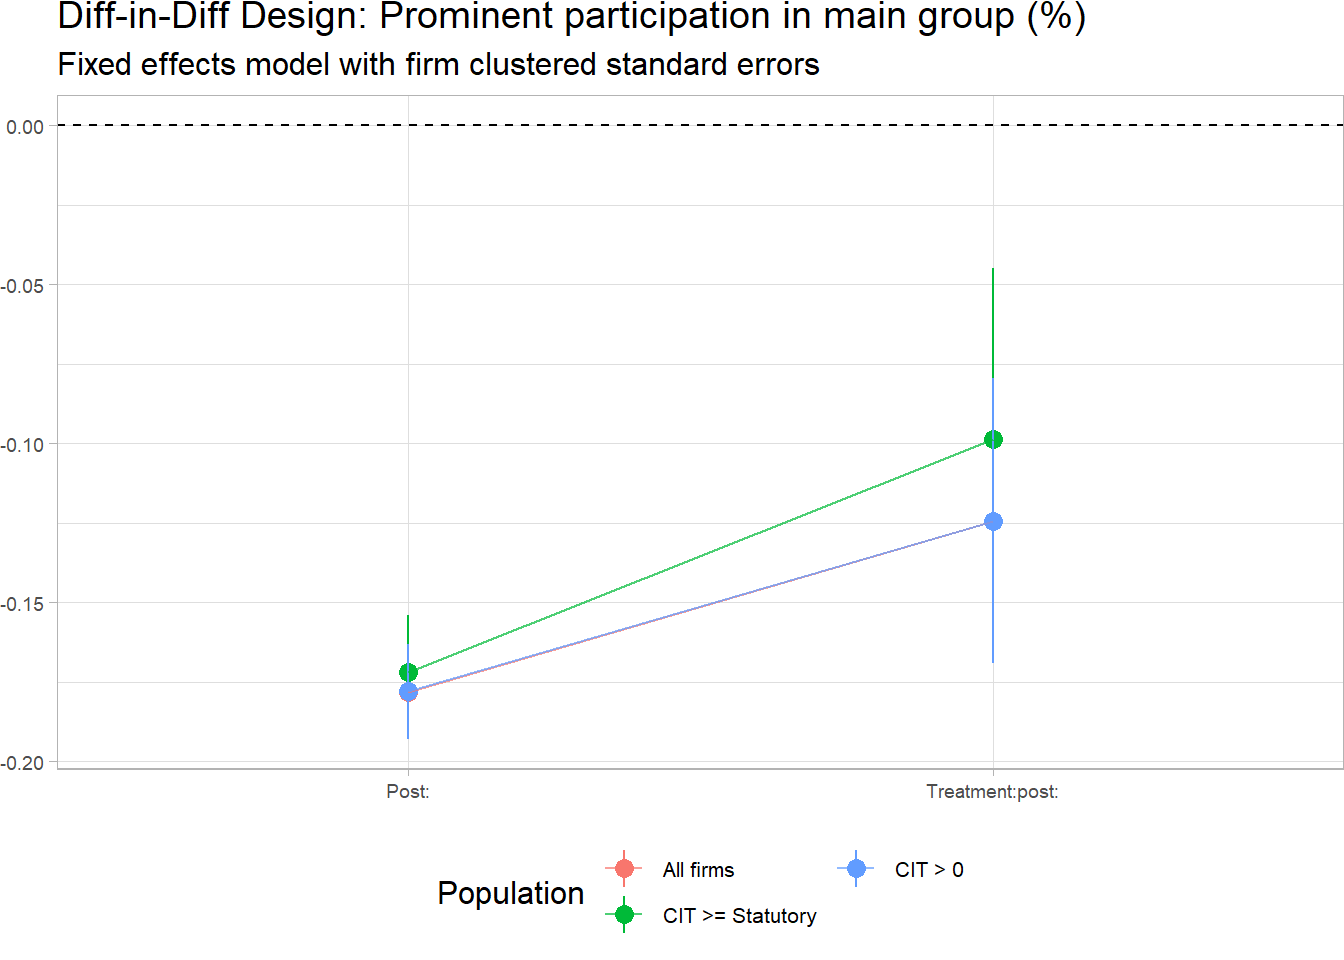 Diff-in-Diff Design: Prominent participation in main group (%)
Fixed effects model with firm clustered standard errors
0.00
-0.05
-0.10
-0.15
-0.20
Post:
Treatment:post:
Population
All firms
CIT > 0
CIT >= Statutory